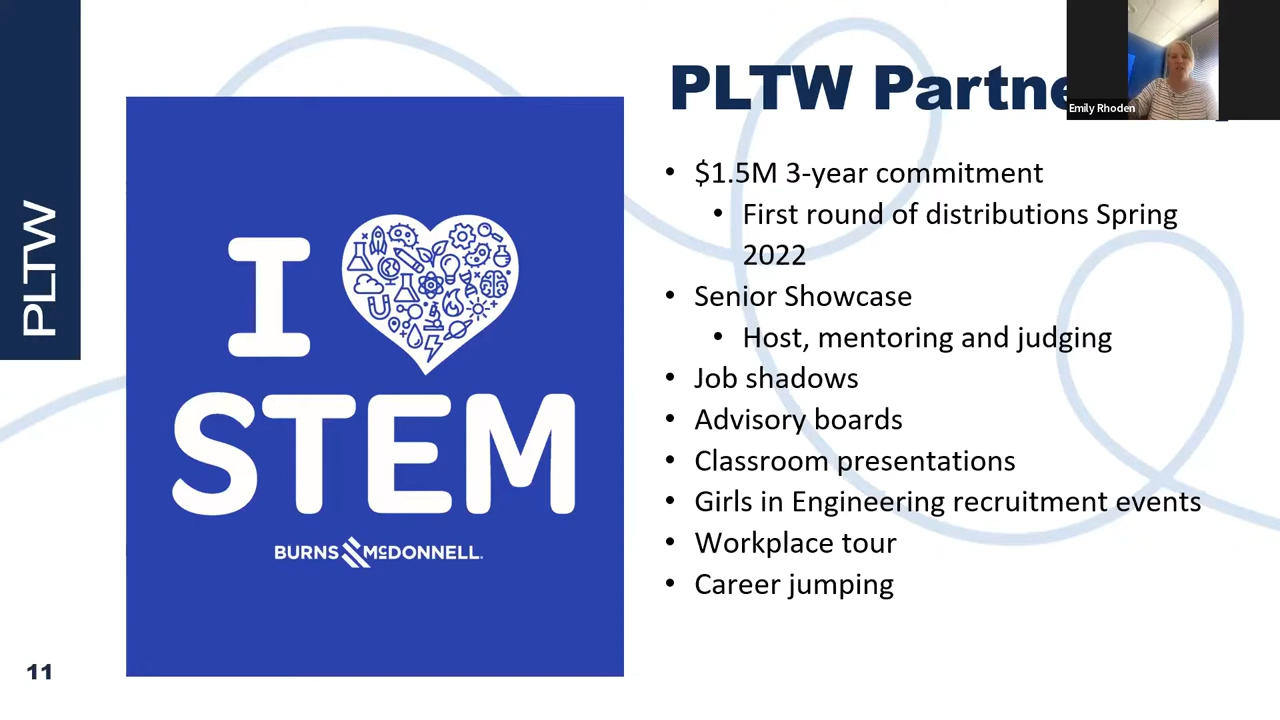 PLTW
PLTW Partne
Emily Rhoden
I
STEM
BURNS McDONNELL.
• $1.5M 3-year commitment
• First round of distributions Spring
2022
• Senior Showcase
• Host, mentoring and judging
• Job shadows
• Advisory boards
• Classroom presentations
• Girls in Engineering recruitment events
• Workplace tour
• Career jumping
11